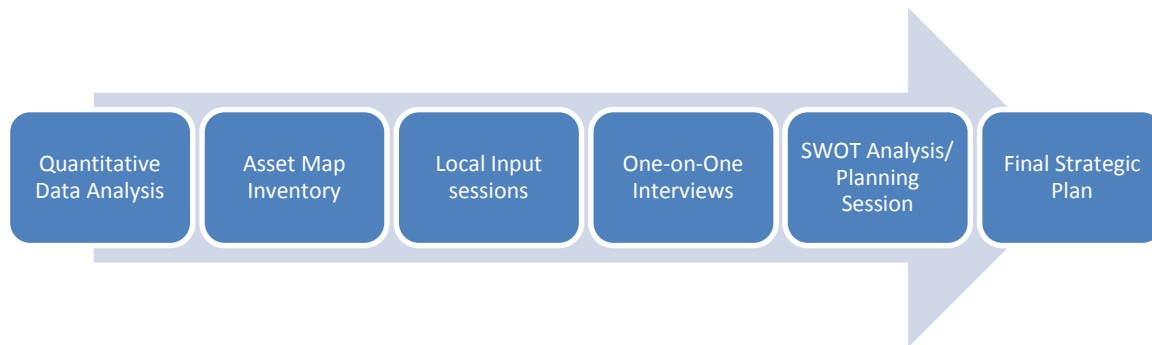 Quantitative
Data Analysis
Asset Map
Inventory
Local Input
sessions
One-on-One
Interviews
SWOT Analysis/
Planning
Session
Final Strategic
Plan